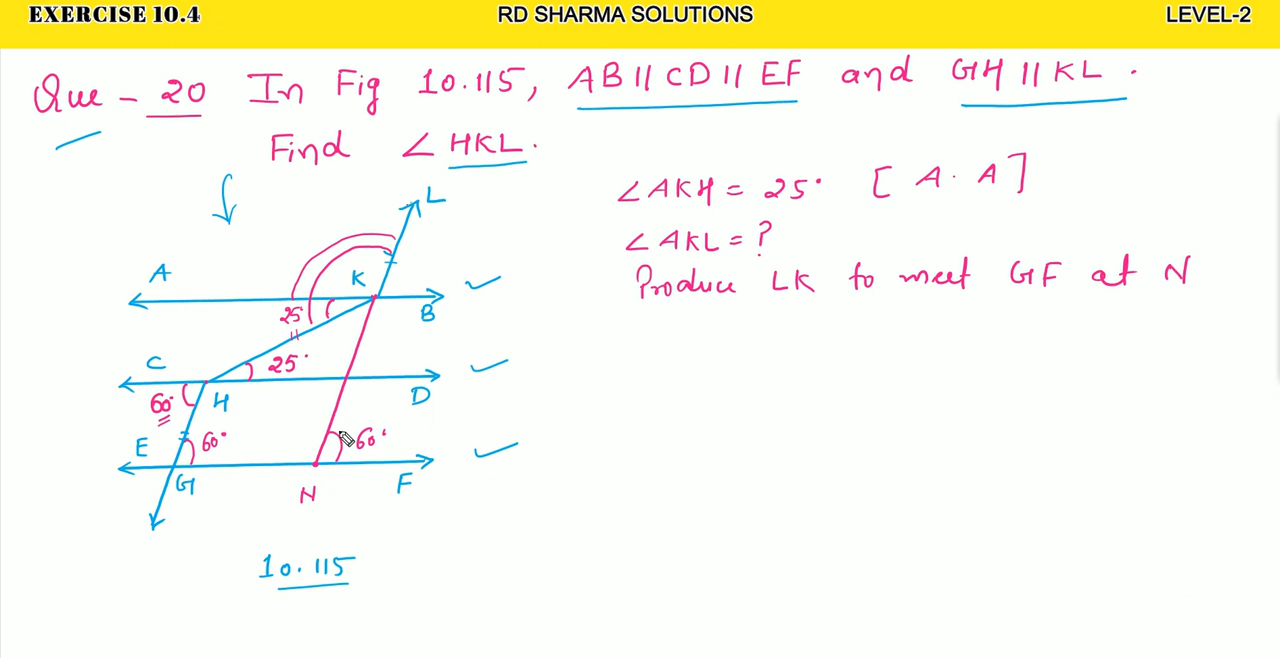 EXERCISE 10.4 RD SHARMA SOLUTIONS LEVEL-2
Que - 20 In Fig 10.115, AB || CD || EF and GH || KL.
Find ∠HKL.
∠AKH = 25° [A. A]
∠AKL = ?
Produce LK to meet GF at N
L
A K
25 B
C 25°
60° H D
E 60° 60°
G N F
10.115